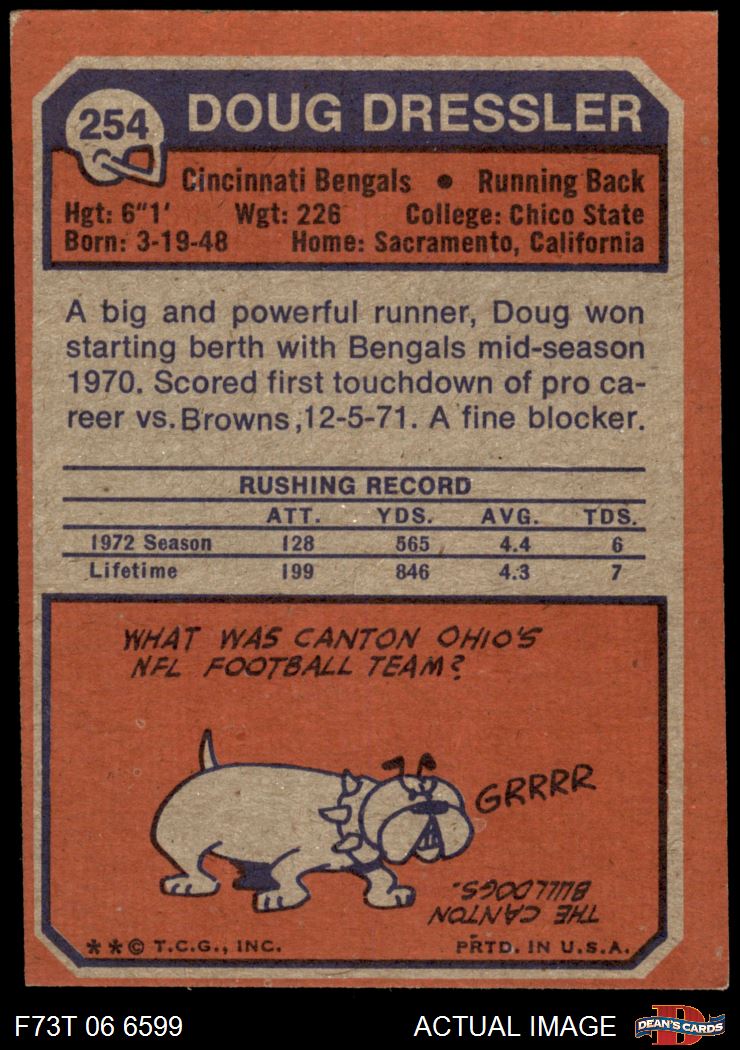 254
DOUG DRESSLER
Cincinnati Bengals • Running Back
Hgt: 6"1' Wgt: 226 College: Chico State
Born: 3-19-48 Home: Sacramento, California
A big and powerful runner, Doug won
starting berth with Bengals mid-season
1970. Scored first touchdown of pro ca-
reer vs. Browns, 12-5-71. A fine blocker.
RUSHING RECORD
ATT. YDS. AVG. TDS.
1972 Season 128 565 4.4 6
Lifetime 199 846 4.3 7
WHAT WAS CANTON OHIO'S
NFL FOOTBALL TEAM?
GRRRR
THE CANTON
BULLDOGS.
**© T.C.G., INC. PRTD. IN U.S.A.
F73T 06 6599 ACTUAL IMAGE D DEAN'S CARDS